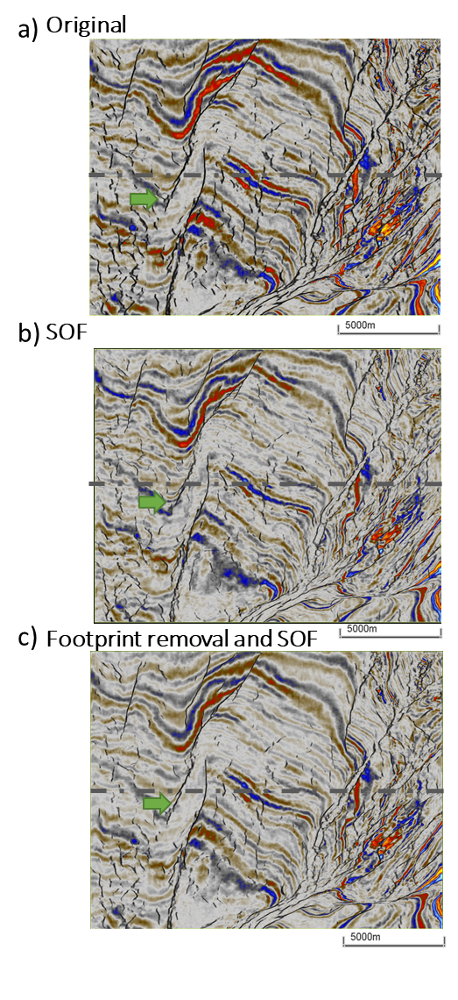 a) Original
5000m
b) SOF
5000m
c) Footprint removal and SOF
5000m